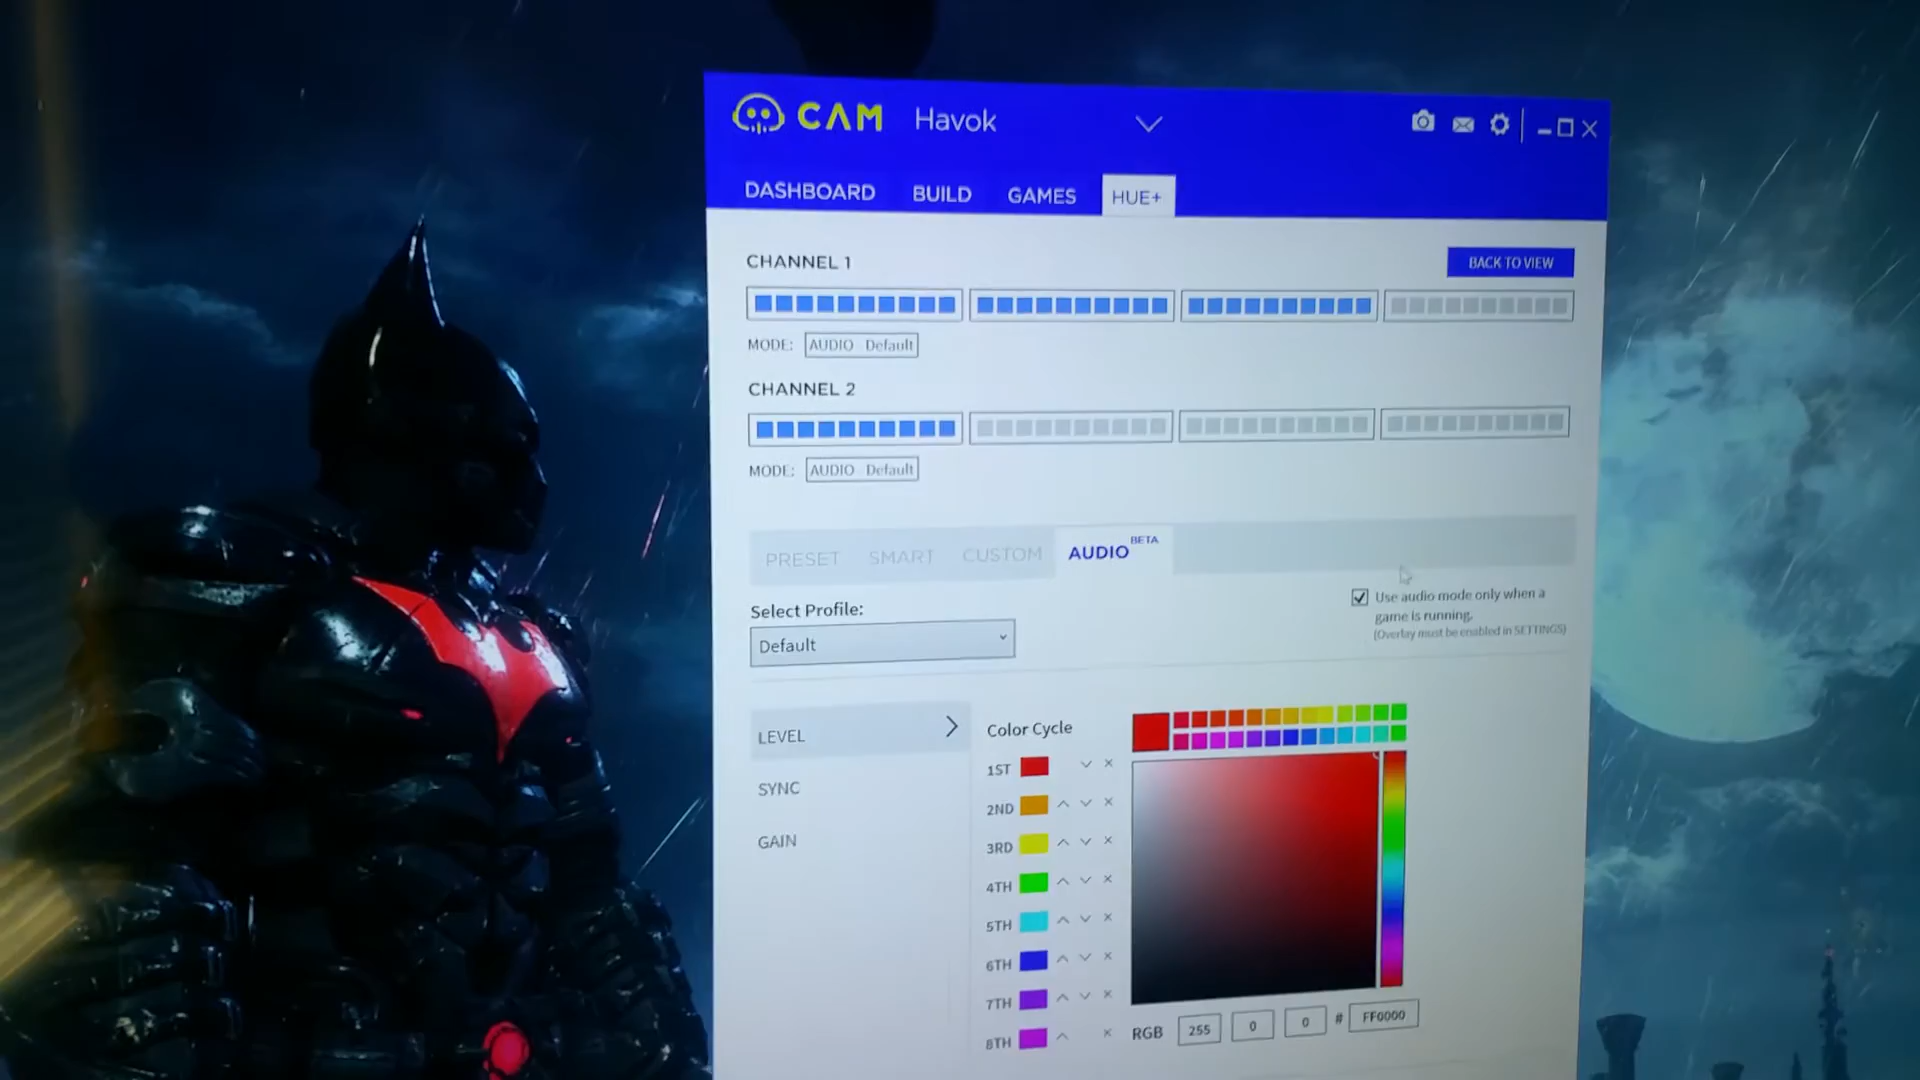 CAM Havok
DASHBOARD BUILD GAMES HUE+
CHANNEL 1
BACK TO VIEW
MODE: AUDIO Default
CHANNEL 2
MODE: AUDIO Default
PRESET SMART CUSTOM AUDIO BETA
Select Profile:
Default
Use audio mode only when a
game is running.
(Overlay must be enabled in SETTINGS)
LEVEL
SYNC
GAIN
Color Cycle
1ST
2ND
3RD
4TH
5TH
6TH
7TH
8TH
RGB 255 0 0 # FF0000